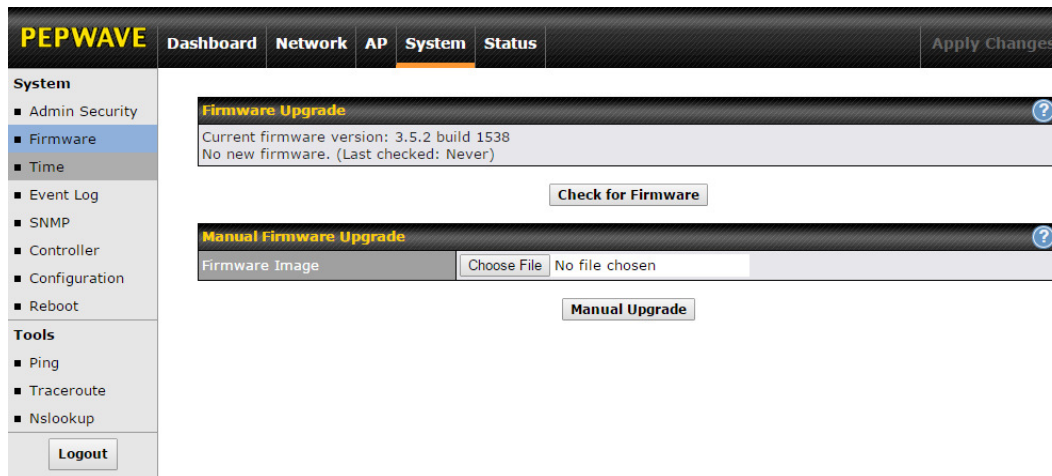 PEPWAVE
Dashboard Network AP System Status Apply Changes
System
Admin Security
Firmware
Time
Event Log
SNMP
Controller
Configuration
Reboot
Tools
Ping
Traceroute
Nslookup
Logout
Firmware Upgrade ?
Current firmware version: 3.5.2 build 1538
No new firmware. (Last checked: Never)
Check for Firmware
Manual Firmware Upgrade ?
Firmware Image Choose File No file chosen
Manual Upgrade